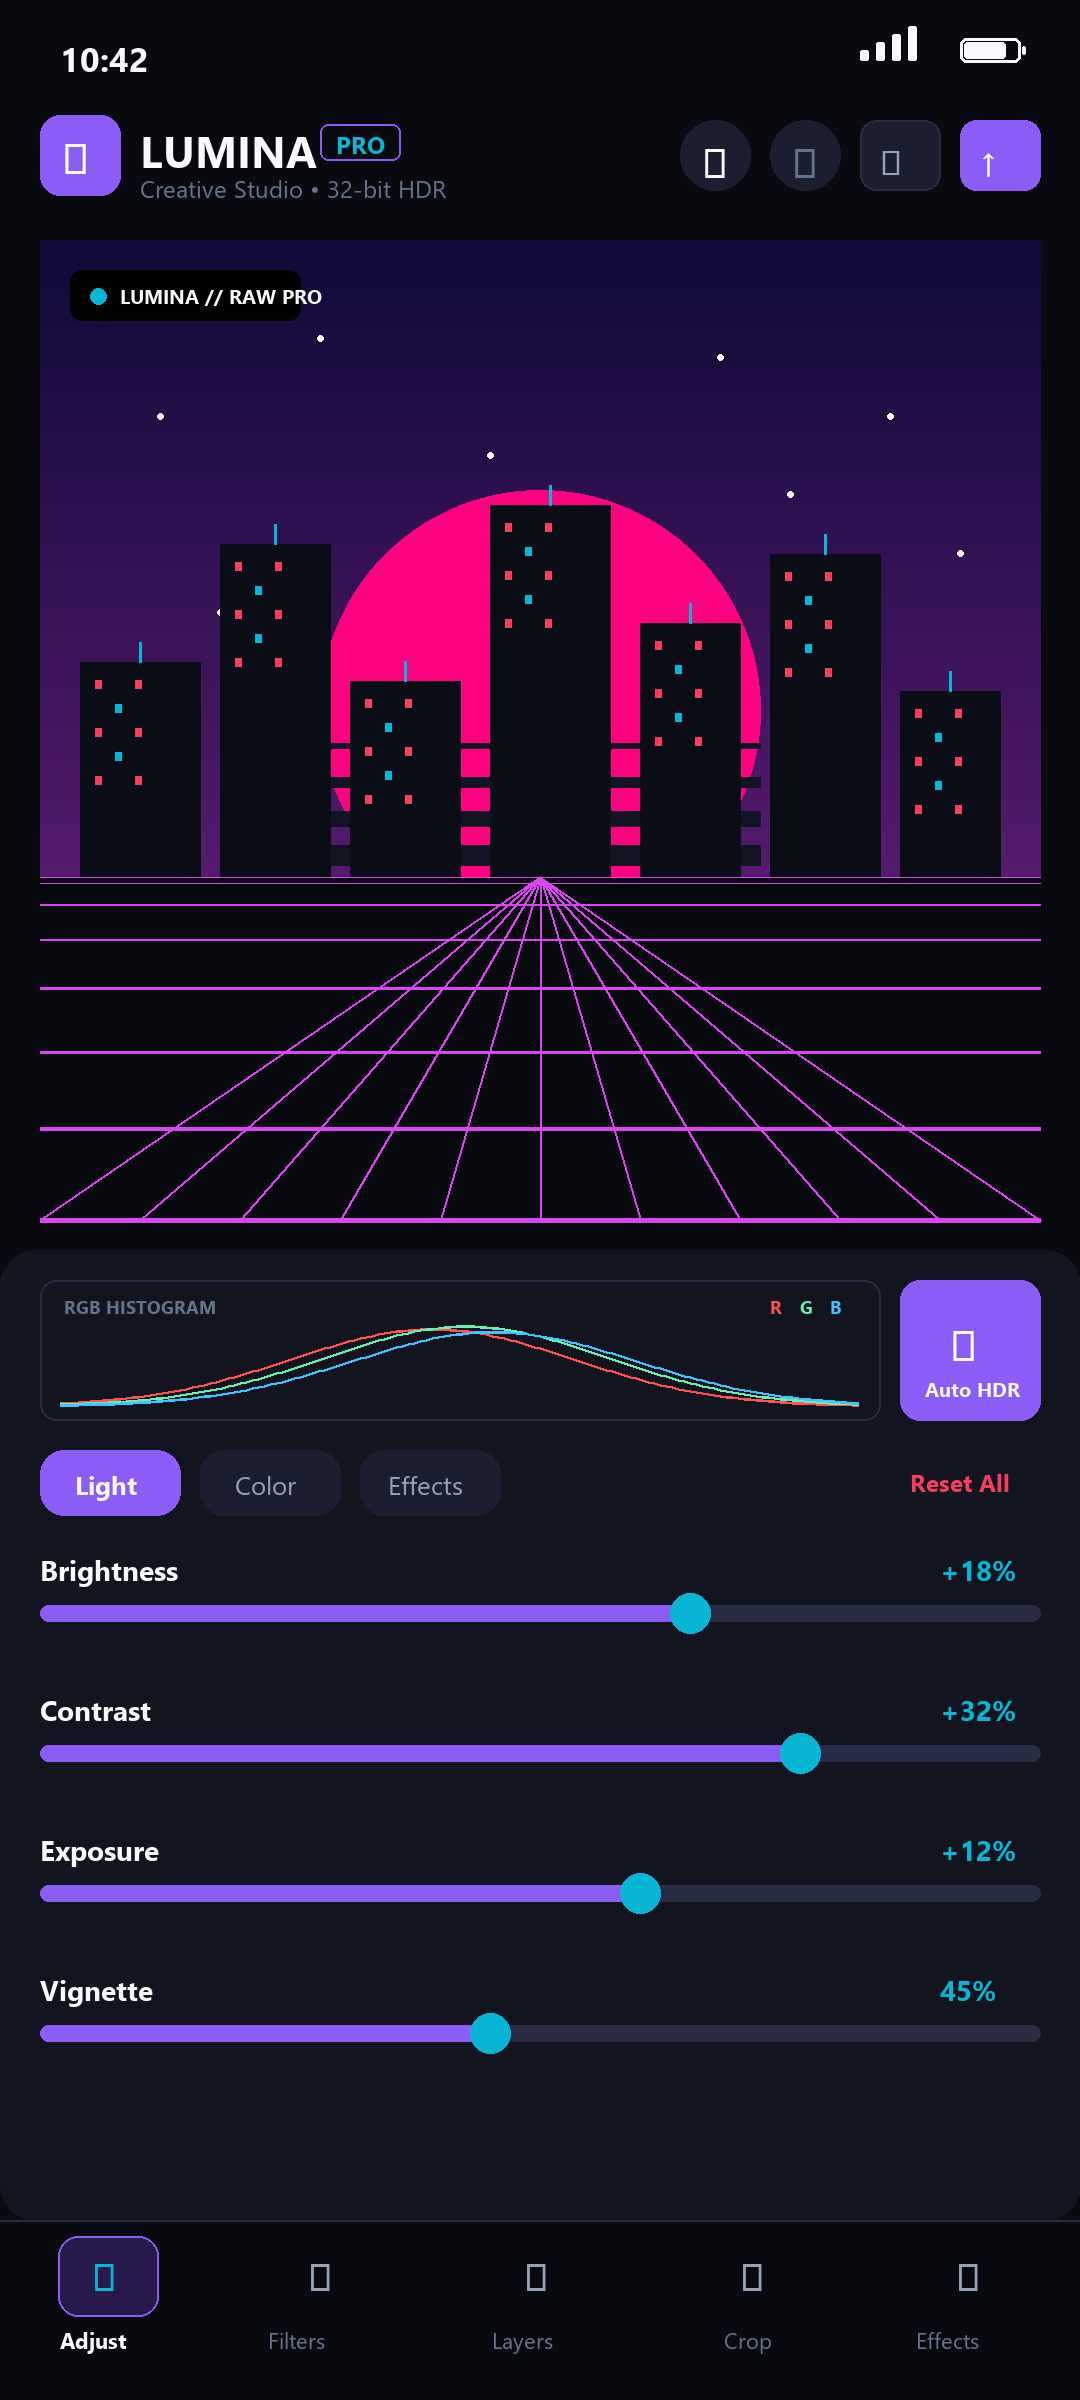 10:42
LUMINA PRO
Creative Studio • 32-bit HDR
↑
LUMINA // RAW PRO
RGB HISTOGRAM R G B
Auto HDR
Light Color Effects Reset All
Brightness +18%
Contrast +32%
Exposure +12%
Vignette 45%
Adjust Filters Layers Crop Effects